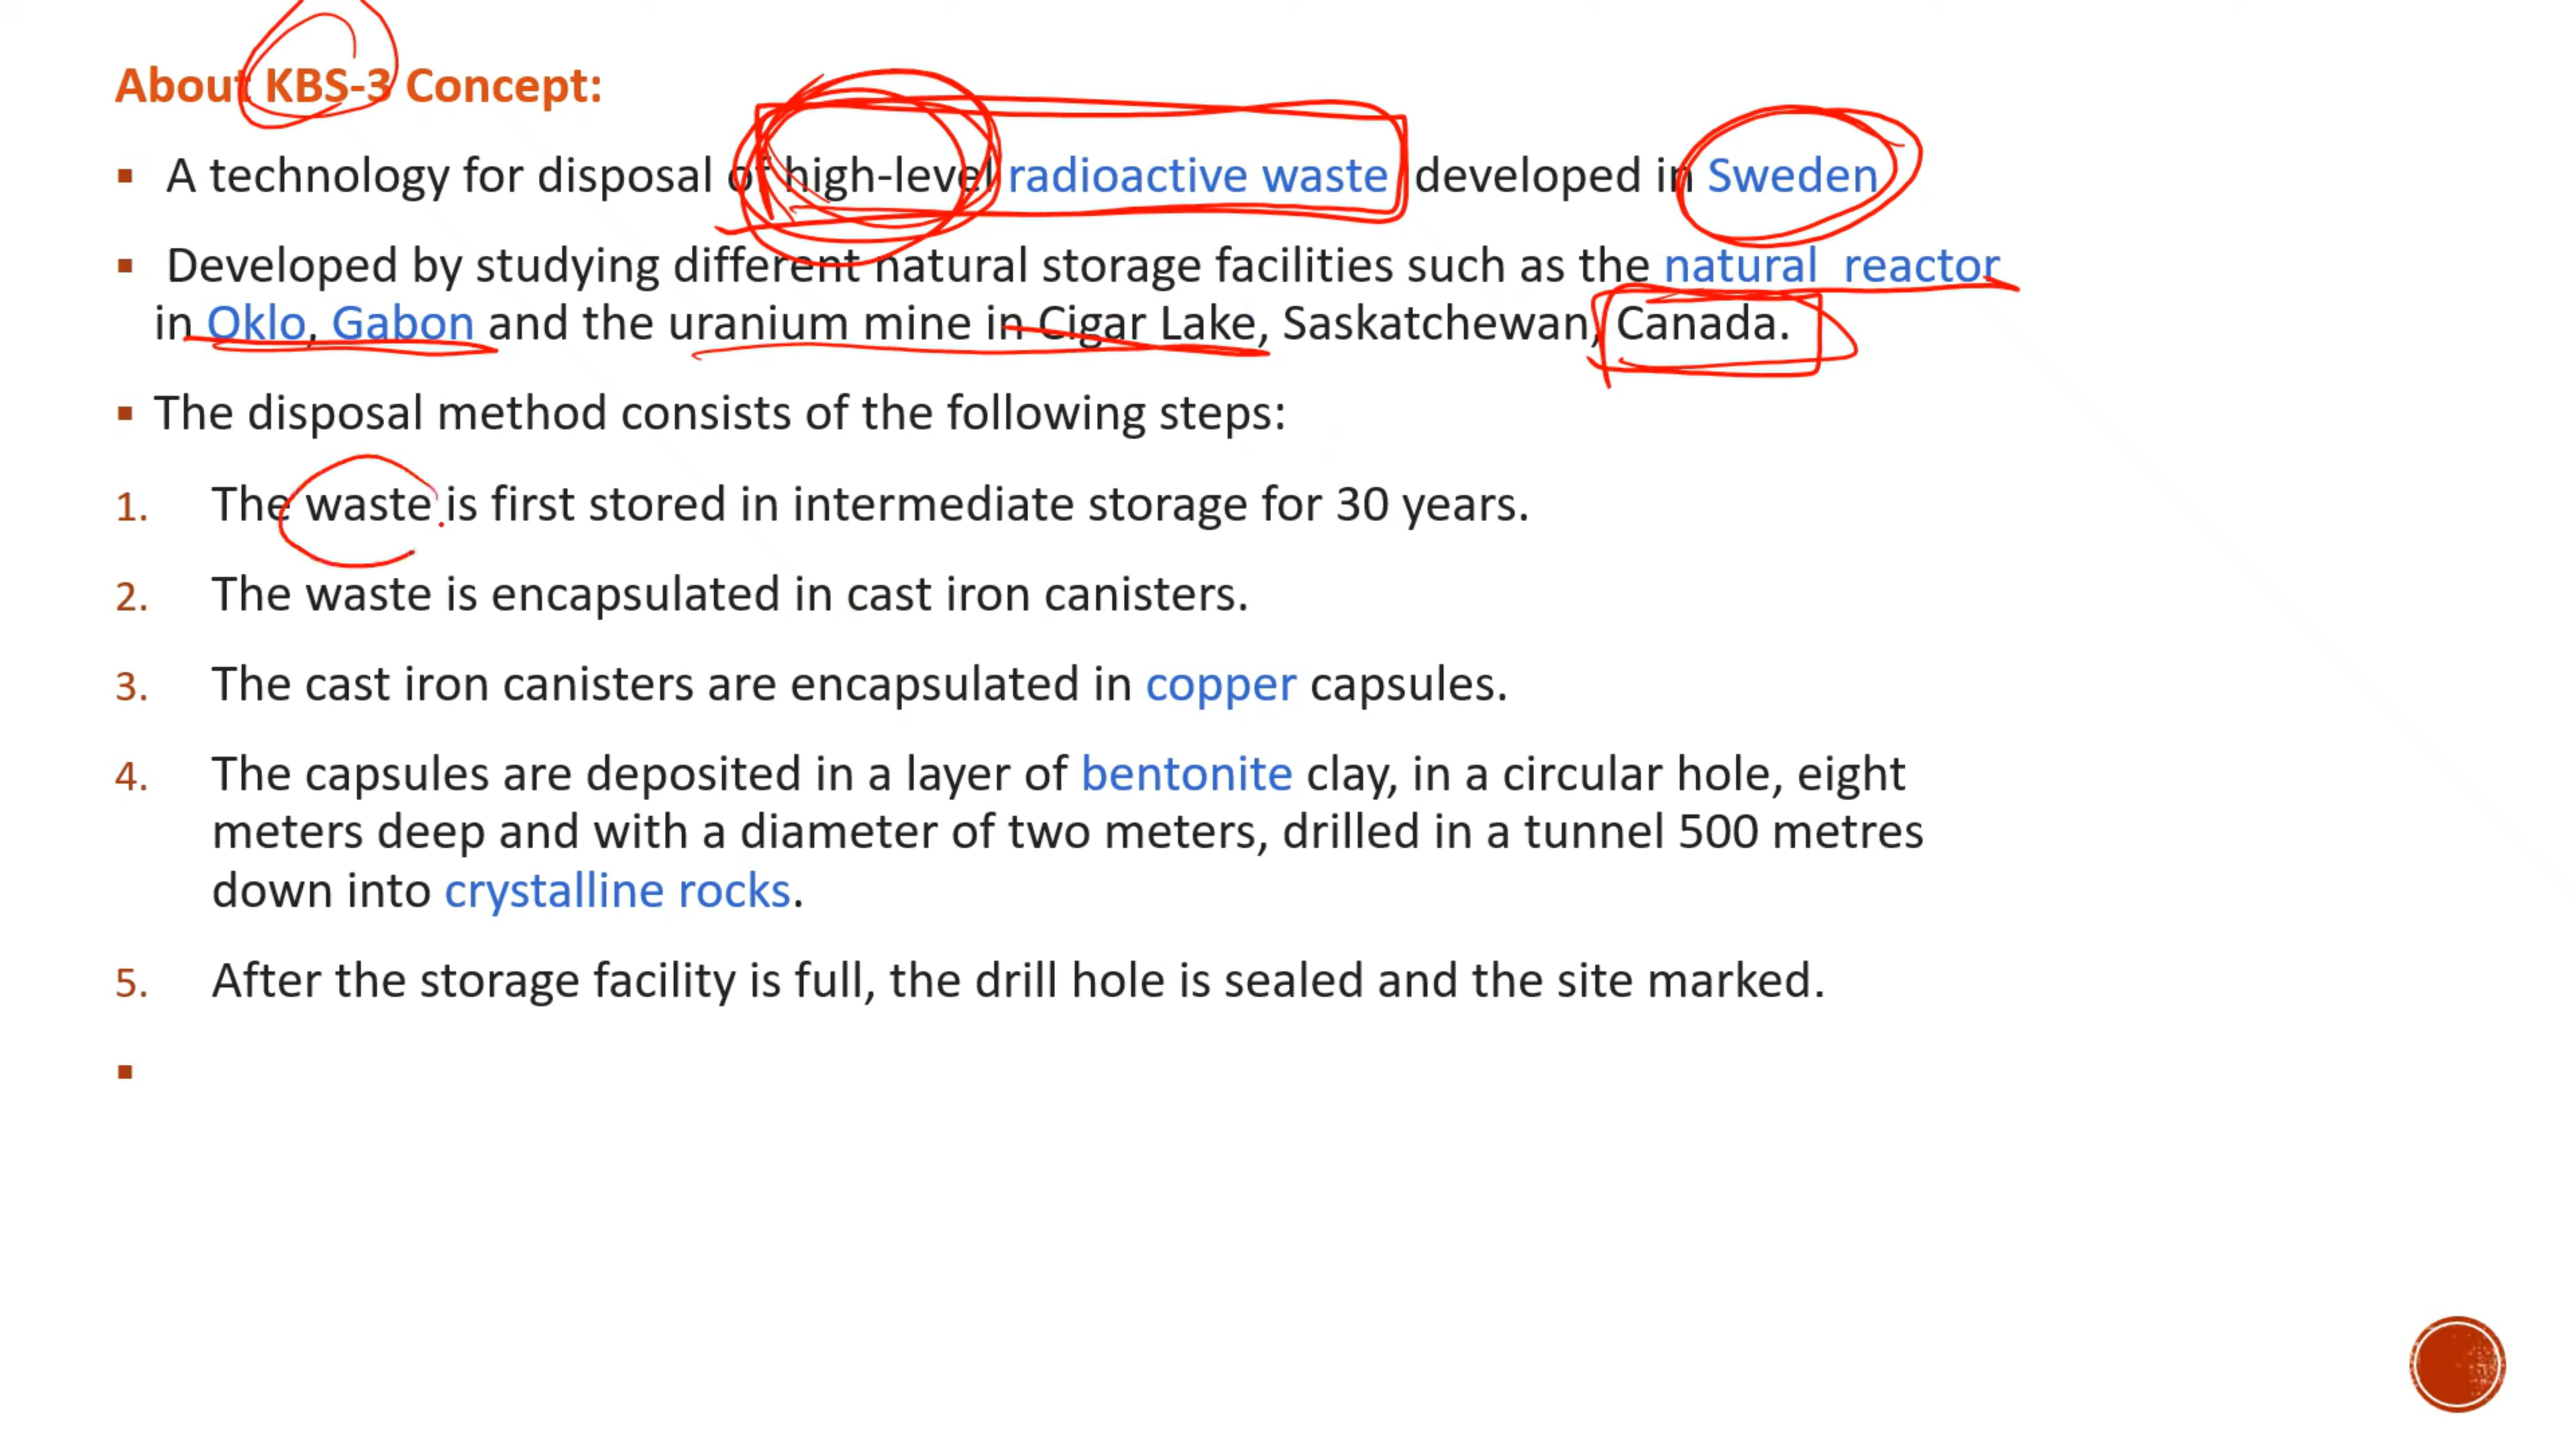 About KBS-3 Concept:
▪ A technology for disposal of high-level radioactive waste developed in Sweden
▪ Developed by studying different natural storage facilities such as the natural reactor
in Oklo, Gabon and the uranium mine in Cigar Lake, Saskatchewan, Canada.
▪ The disposal method consists of the following steps:
1. The waste is first stored in intermediate storage for 30 years.
2. The waste is encapsulated in cast iron canisters.
3. The cast iron canisters are encapsulated in copper capsules.
4. The capsules are deposited in a layer of bentonite clay, in a circular hole, eight
meters deep and with a diameter of two meters, drilled in a tunnel 500 metres
down into crystalline rocks.
5. After the storage facility is full, the drill hole is sealed and the site marked.
▪